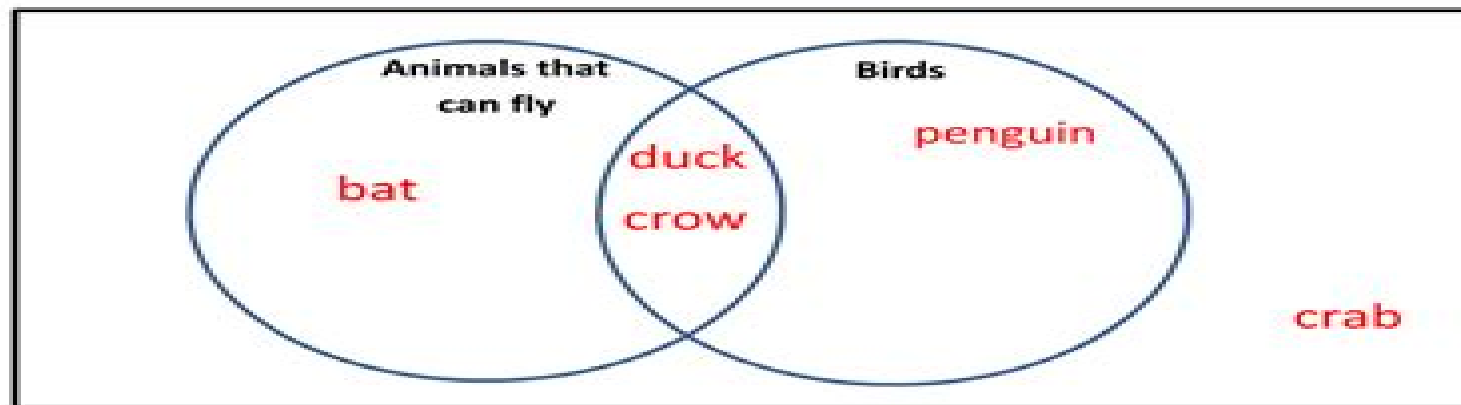 Animals that
can fly
Birds
bat
duck
crow
penguin
crab